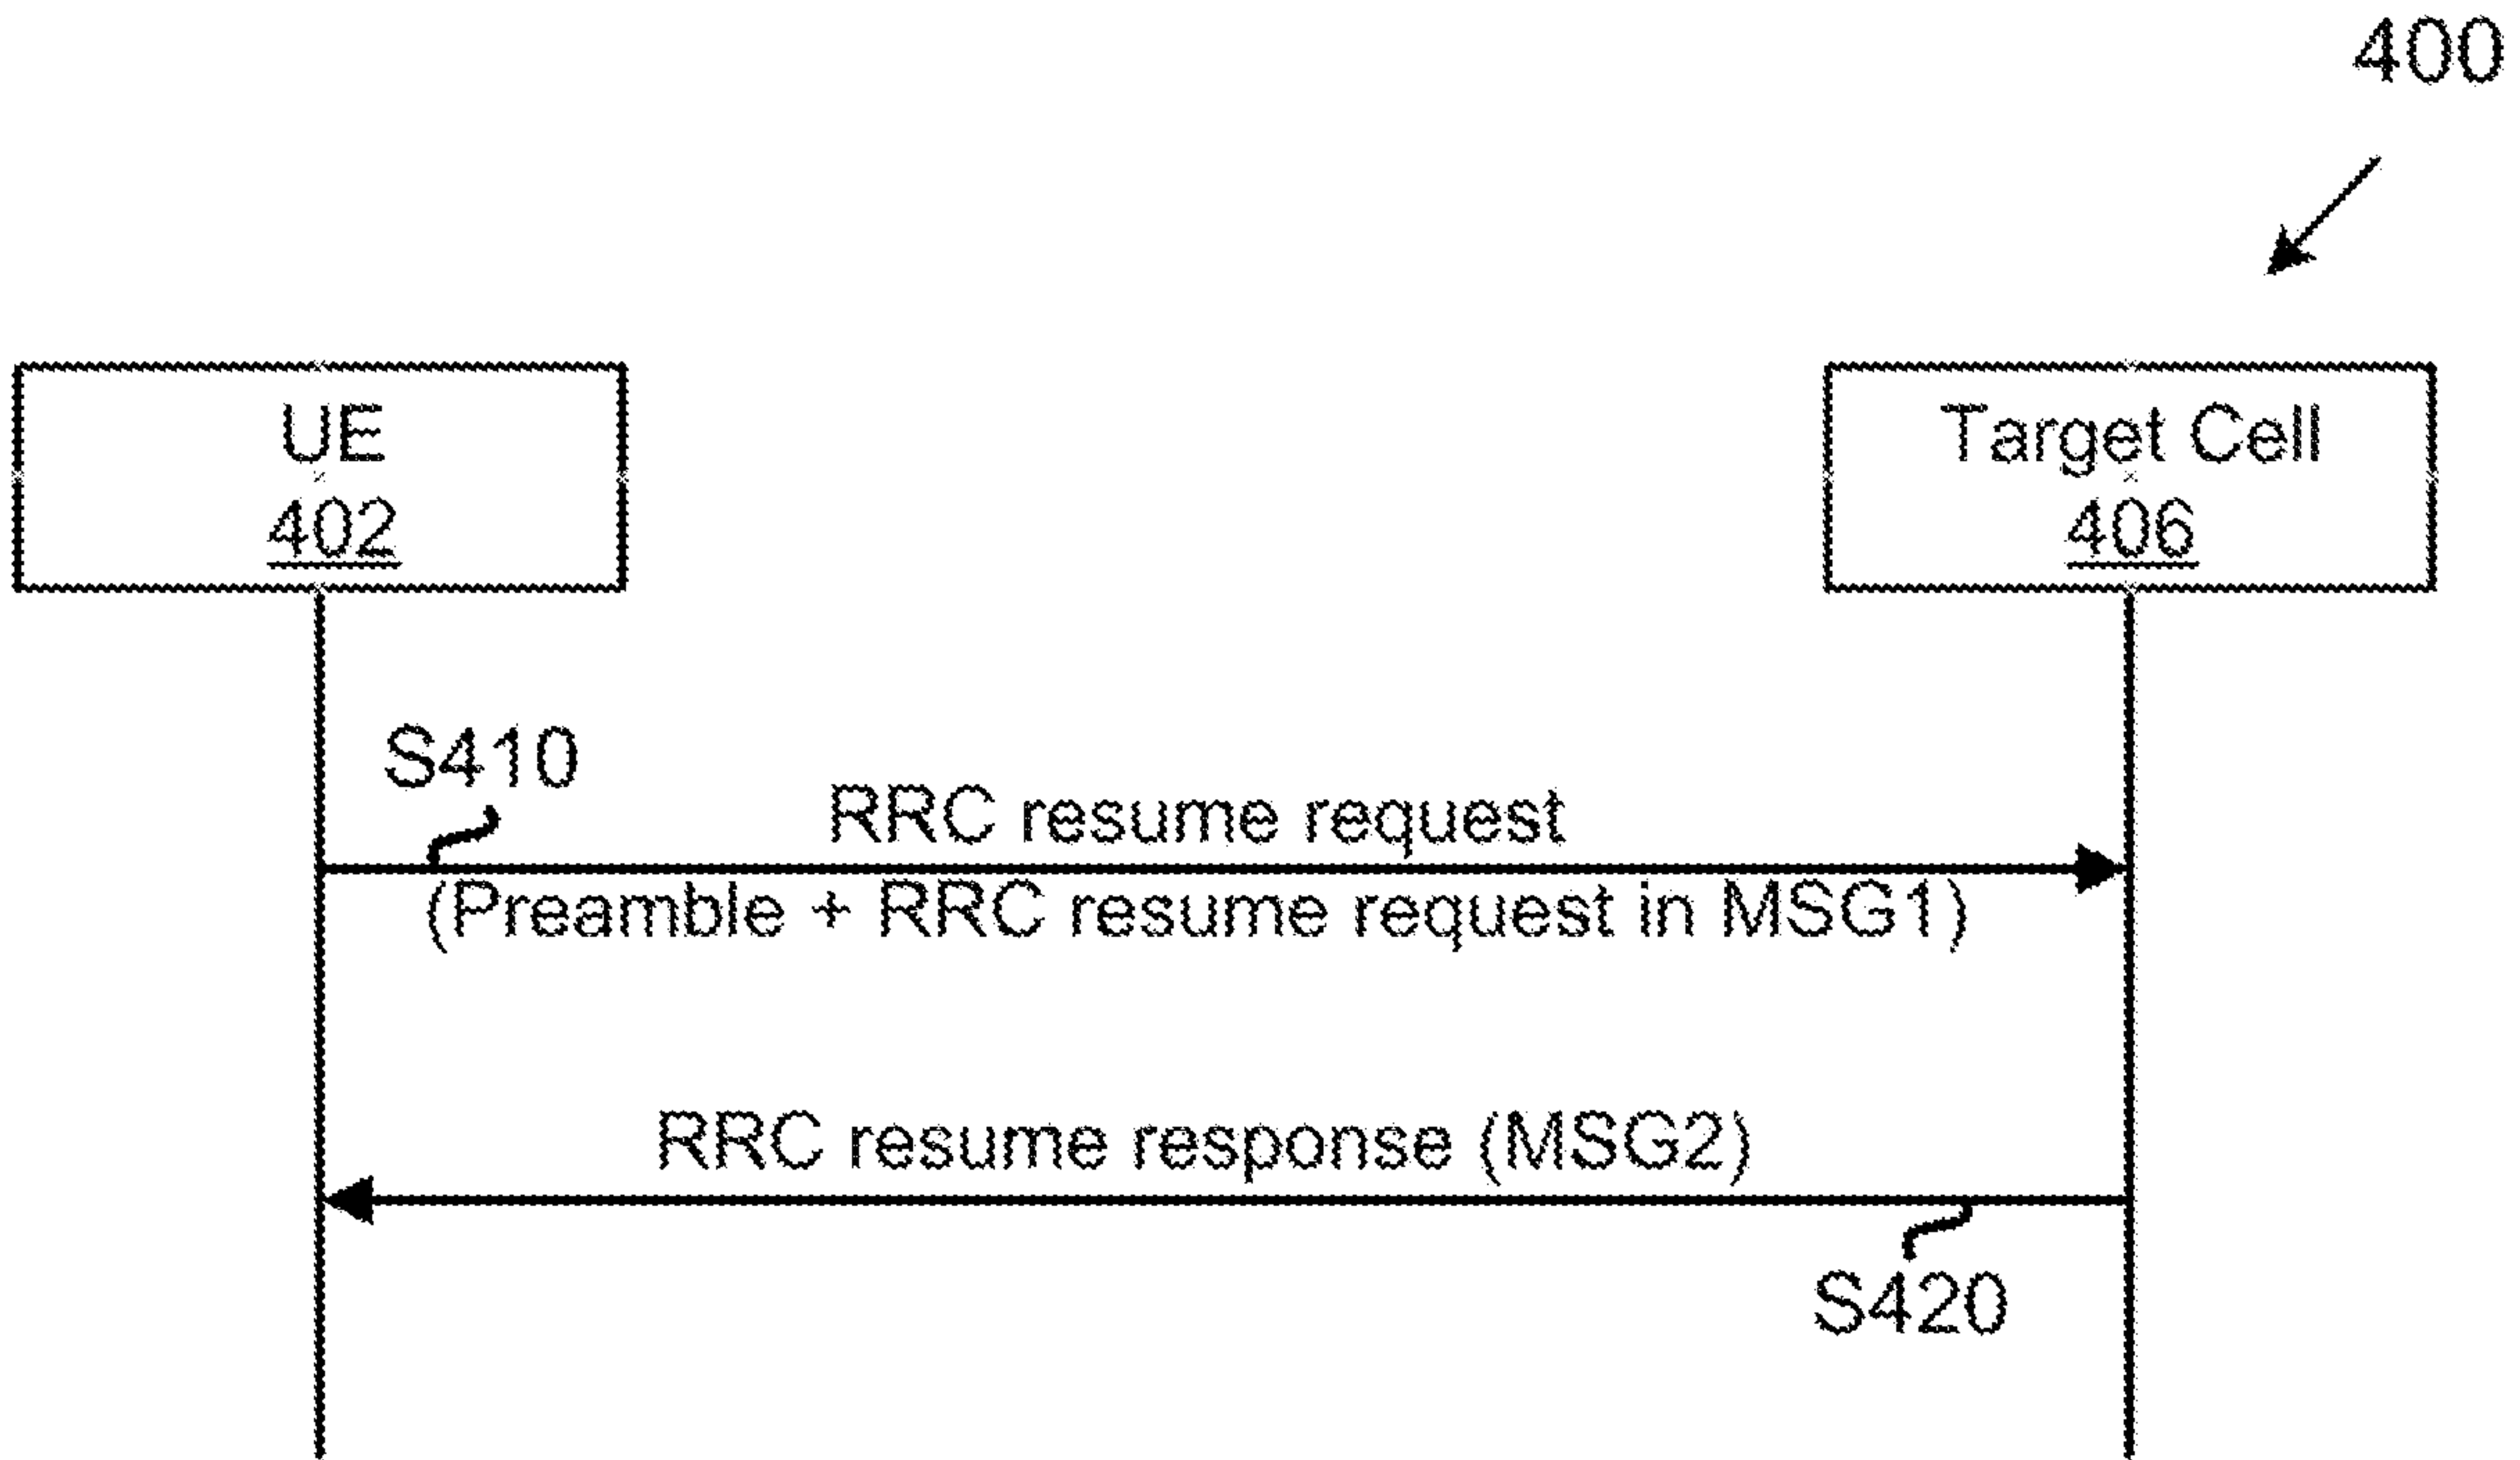 400
UE
402
Target Cell
406
S410
RRC resume request
(Preamble + RRC resume request in MSG1)
RRC resume response (MSG2)
S420